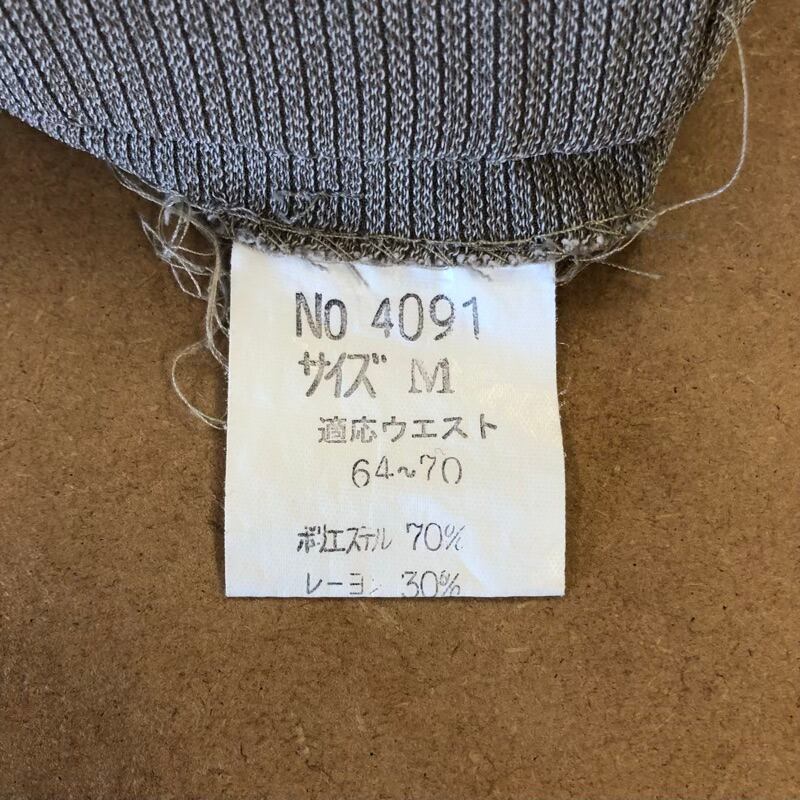 No 4091
サイズ M
適応ウエスト
64~70
ポリエステル 70%
レーヨン 30%